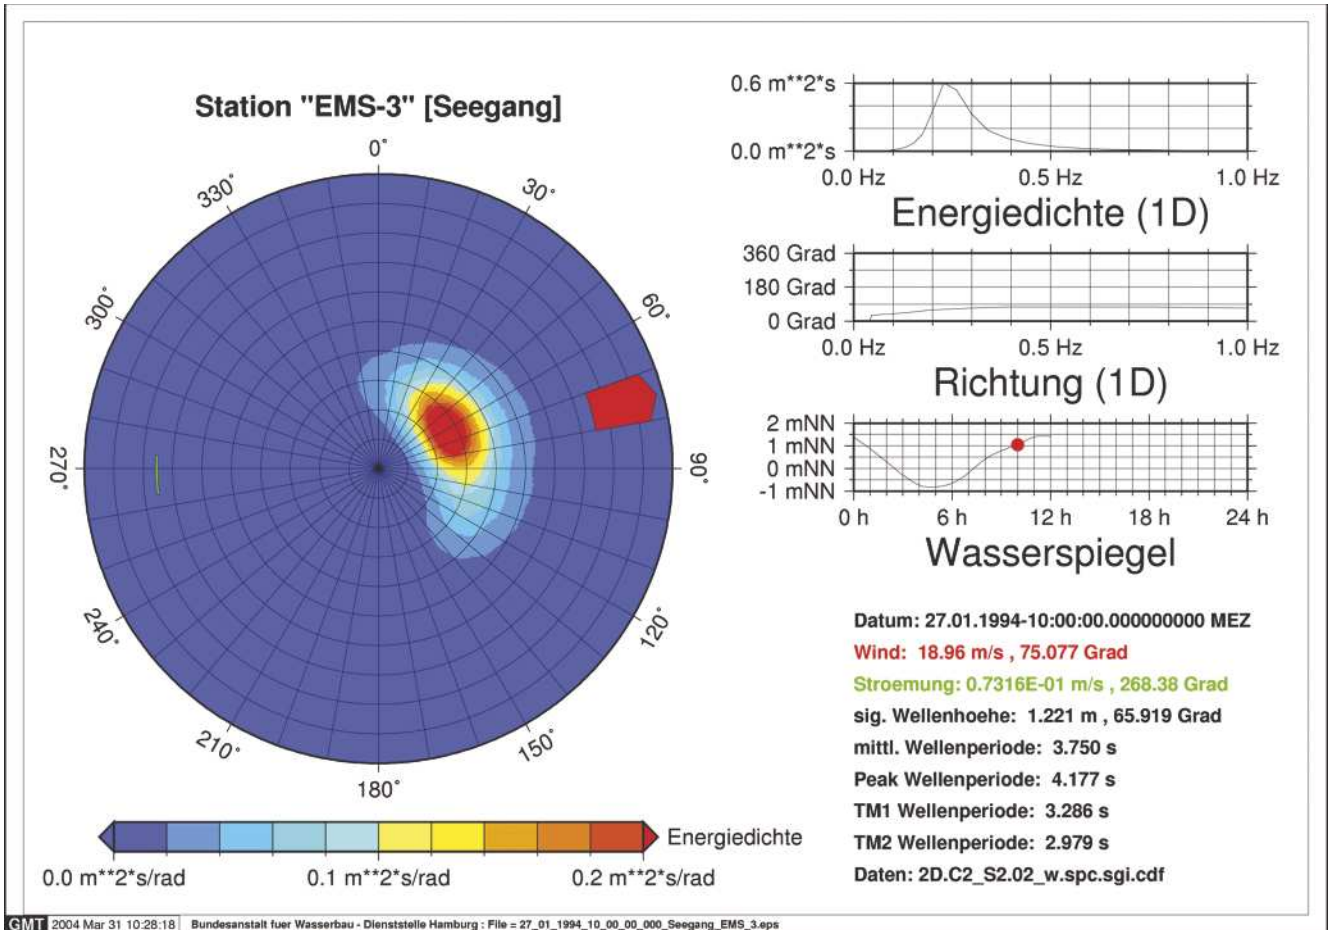 Station "EMS-3" [Seegang]
0°
30°
60°
90°
120°
150°
180°
210°
240°
270°
300°
330°
0.0 m**2*s/rad
0.1 m**2*s/rad
0.2 m**2*s/rad
Energiedichte
0.6 m**2*s
0.0 m**2*s
0.0 Hz
0.5 Hz
1.0 Hz
Energiedichte (1D)
360 Grad
180 Grad
0 Grad
0.0 Hz
0.5 Hz
1.0 Hz
Richtung (1D)
2 mNN
1 mNN
0 mNN
-1 mNN
0 h
6 h
12 h
18 h
24 h
Wasserspiegel
Datum: 27.01.1994-10:00:00.000000000 MEZ
Wind: 18.96 m/s , 75.077 Grad
Stroemung: 0.7316E-01 m/s , 268.38 Grad
sig. Wellenhoehe: 1.221 m , 65.919 Grad
mittl. Wellenperiode: 3.750 s
Peak Wellenperiode: 4.177 s
TM1 Wellenperiode: 3.286 s
TM2 Wellenperiode: 2.979 s
Daten: 2D.C2_S2.02_w.spc.sgi.cdf
GMT 2004 Mar 31 10:28:18 Bundesanstalt fuer Wasserbau - Dienststelle Hamburg : File = 27_01_1994_10_00_00_000_Seegang_EMS_3.eps